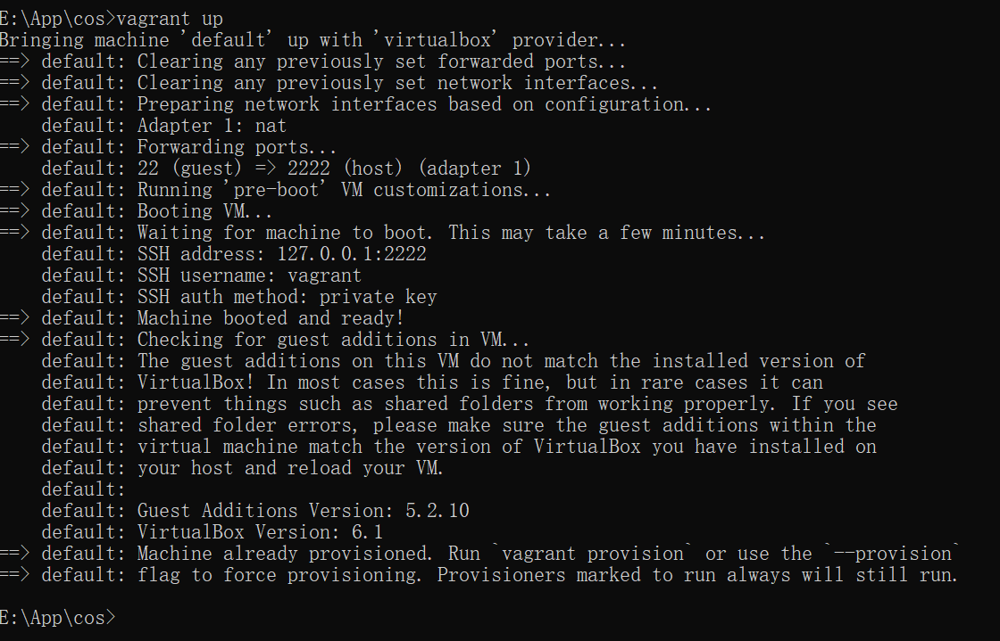 E:\App\cos>vagrant up
Bringing machine 'default' up with 'virtualbox' provider...
==> default: Clearing any previously set forwarded ports...
==> default: Clearing any previously set network interfaces...
==> default: Preparing network interfaces based on configuration...
    default: Adapter 1: nat
==> default: Forwarding ports...
    default: 22 (guest) => 2222 (host) (adapter 1)
==> default: Running 'pre-boot' VM customizations...
==> default: Booting VM...
==> default: Waiting for machine to boot. This may take a few minutes...
    default: SSH address: 127.0.0.1:2222
    default: SSH username: vagrant
    default: SSH auth method: private key
==> default: Machine booted and ready!
==> default: Checking for guest additions in VM...
    default: The guest additions on this VM do not match the installed version of
    default: VirtualBox! In most cases this is fine, but in rare cases it can
    default: prevent things such as shared folders from working properly. If you see
    default: shared folder errors, please make sure the guest additions within the
    default: virtual machine match the version of VirtualBox you have installed on
    default: your host and reload your VM.
    default:
    default: Guest Additions Version: 5.2.10
    default: VirtualBox Version: 6.1
==> default: Machine already provisioned. Run `vagrant provision` or use the `--provision`
==> default: flag to force provisioning. Provisioners marked to run always will still run.
E:\App\cos>